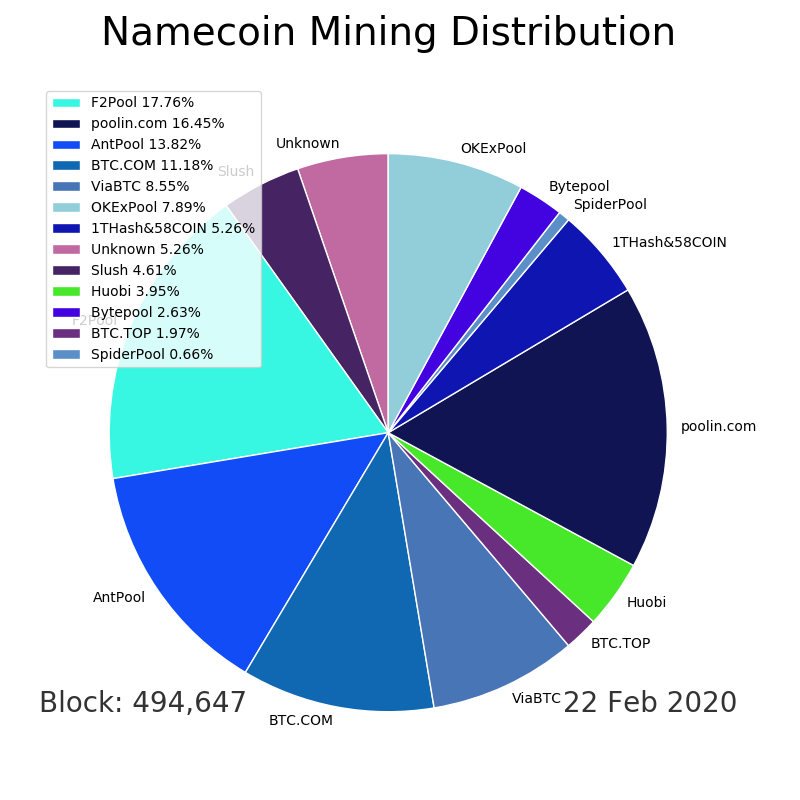 Namecoin Mining Distribution
F2Pool 17.76%
poolin.com 16.45%
AntPool 13.82%
BTC.COM 11.18%
ViaBTC 8.55%
OKExPool 7.89%
1THash&58COIN 5.26%
Unknown 5.26%
Slush 4.61%
Huobi 3.95%
Bytepool 2.63%
BTC.TOP 1.97%
SpiderPool 0.66%
Unknown
OKExPool
Slush
Bytepool
SpiderPool
1THash&58COIN
F2Pool
poolin.com
AntPool
Huobi
BTC.TOP
ViaBTC
BTC.COM
Block: 494,647
22 Feb 2020